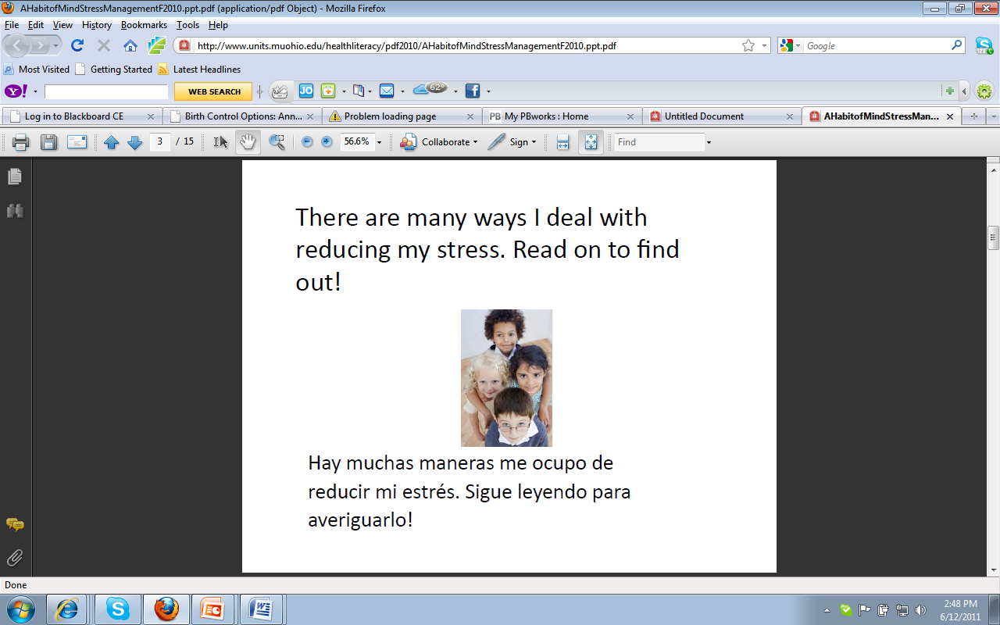 AHabitofMindStressManagementF2010.ppt.pdf (application/pdf Object) - Mozilla Firefox
File Edit View History Bookmarks Tools Help
http://www.units.muohio.edu/healthliteracy/pdf2010/AHabitofMindStressManagementF2010.ppt.pdf Google
Most Visited Getting Started Latest Headlines
Y! WEB SEARCH JO 62° f
Log in to Blackboard CE Birth Control Options: Ann... Problem loading page PB My PBworks : Home Untitled Document AHabitofMindStressMan...
3 / 15 56.6% Collaborate Sign Find
There are many ways I deal with
reducing my stress. Read on to find
out!
Hay muchas maneras me ocupo de
reducir mi estrés. Sigue leyendo para
averiguarlo!
Done
2:48 PM
6/12/2011